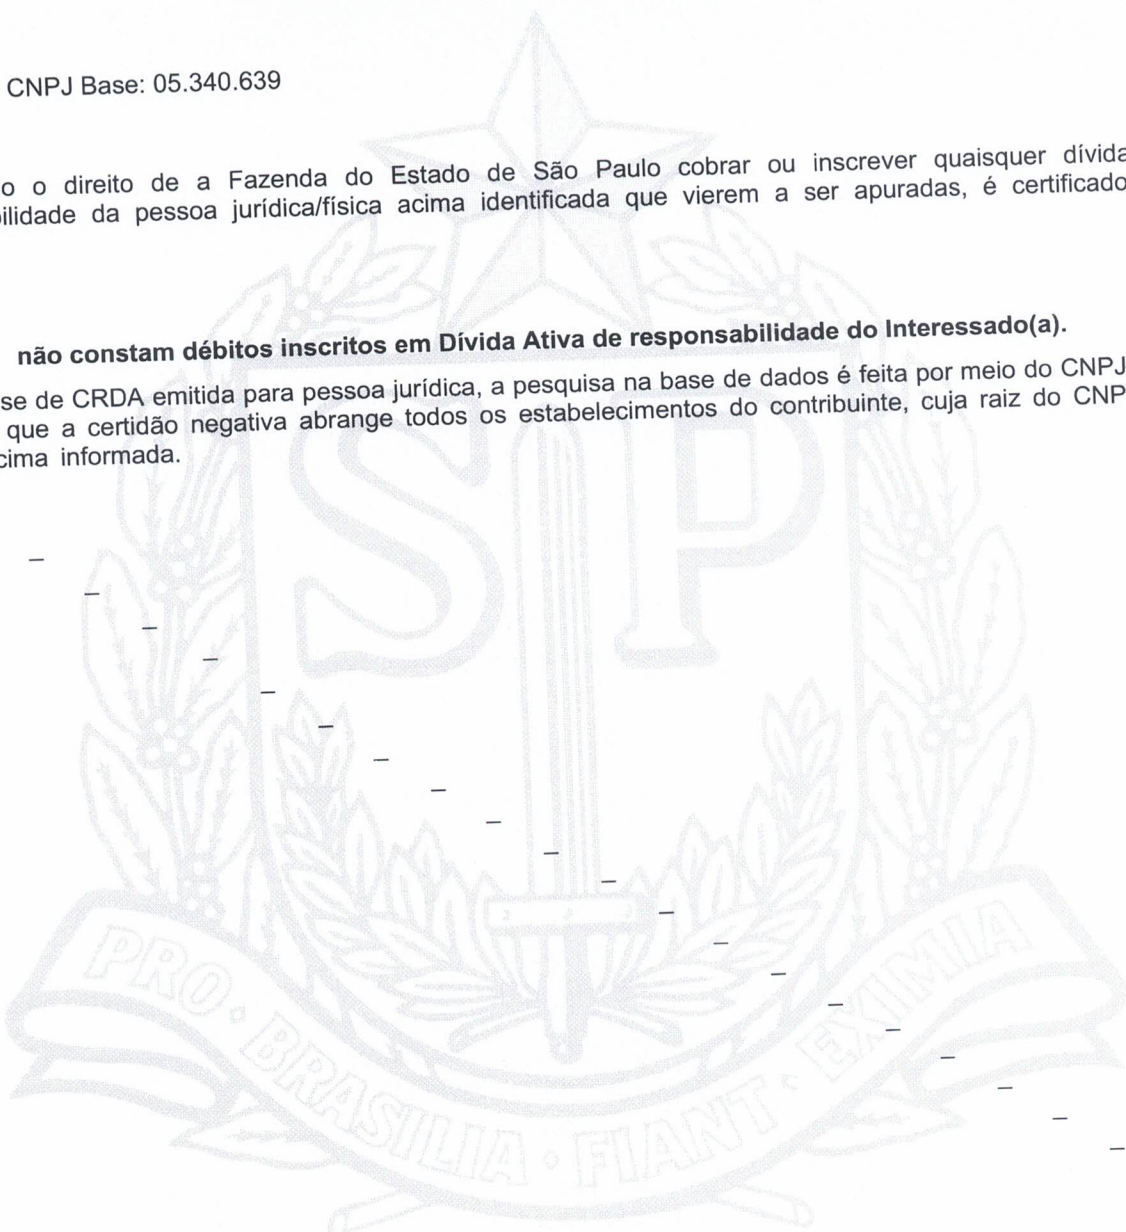 CNPJ Base: 05.340.639
o o direito de a Fazenda do Estado de São Paulo cobrar ou inscrever quaisquer dívida
ilidade da pessoa jurídica/física acima identificada que vierem a ser apuradas, é certificado
não constam débitos inscritos em Dívida Ativa de responsabilidade do Interessado(a).
se de CRDA emitida para pessoa jurídica, a pesquisa na base de dados é feita por meio do CNPJ
que a certidão negativa abrange todos os estabelecimentos do contribuinte, cuja raiz do CNP
cima informada.
SP
PRO • BRASILIA • FIANT • EXIMIA